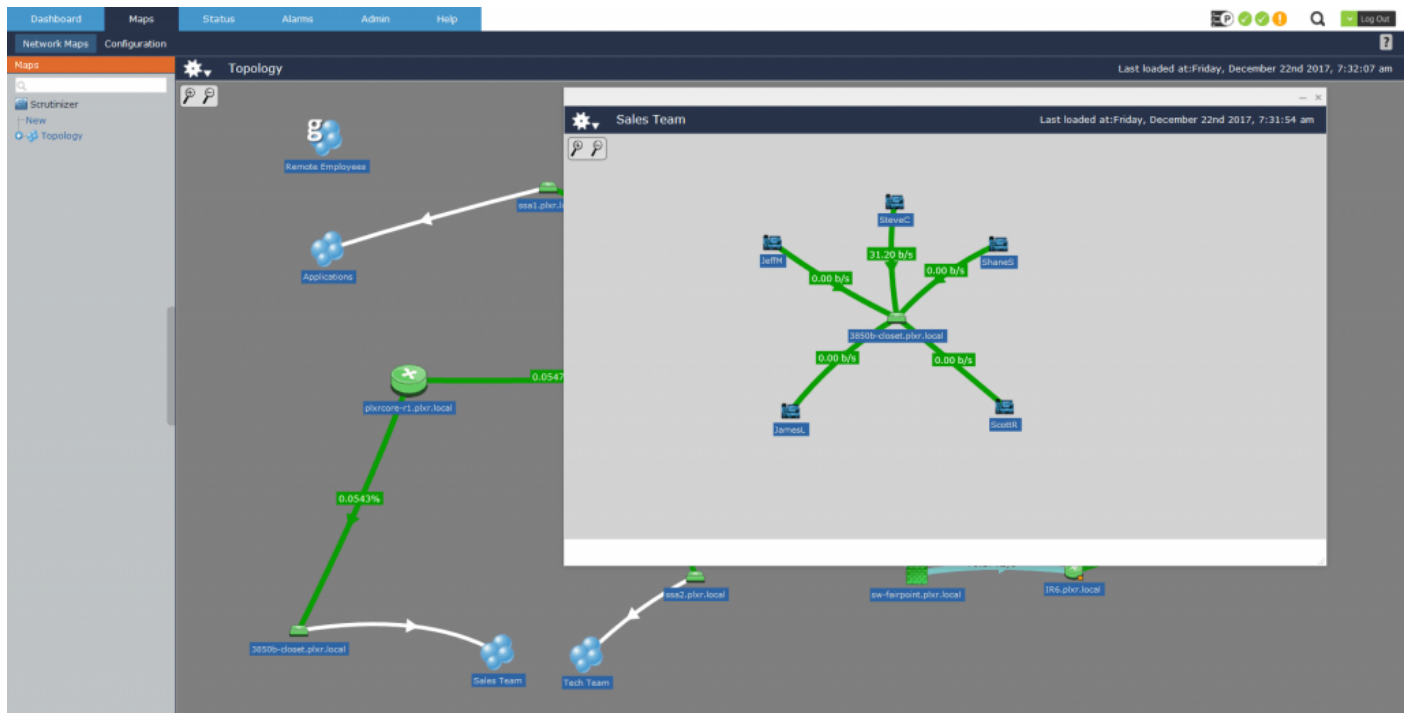 Dashboard Maps Status Alarms Admin Help
P Log Out
Network Maps Configuration
?
Maps
Topology Last loaded at:Friday, December 22nd 2017, 7:32:07 am
Scrutinizer
New
Topology
g
Remote Employees
ssa1.plxr.l
Applications
0.0547
plxrcore-r1.plxr.local
0.0543%
3850b-closet.plxr.local
Sales Team
Tech Team
ssa2.plxr.local
sw-fairpoint.plxr.local
IR6.plxr.local
Sales Team Last loaded at:Friday, December 22nd 2017, 7:31:54 am
SteveC
JeffM
31.20 b/s
ShaneS
0.00 b/s
0.00 b/s
3850b-closet.plxr.local
0.00 b/s
0.00 b/s
JamesL
ScottR